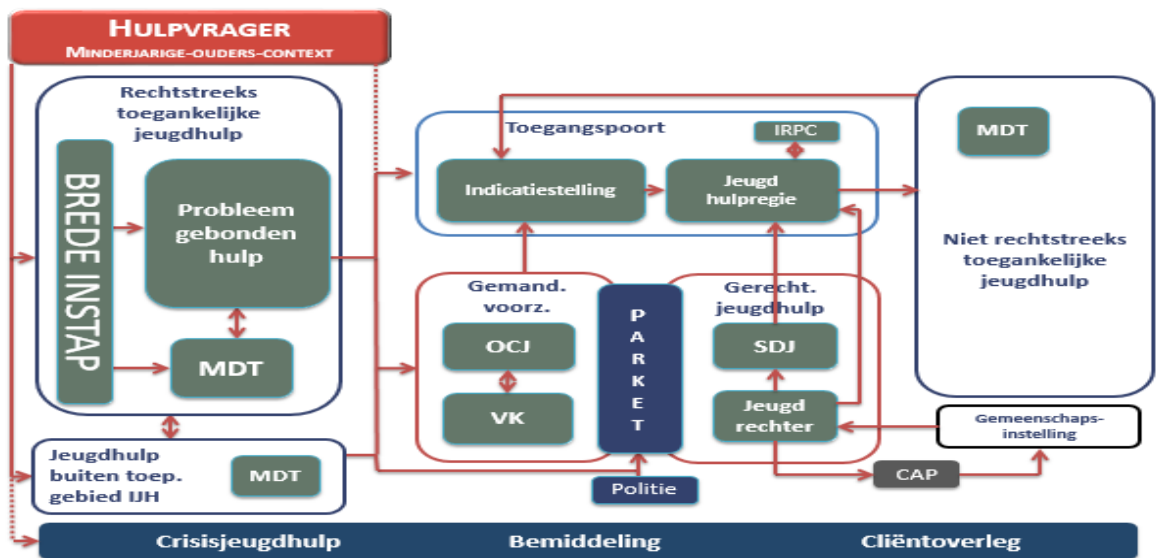 HULPVRAGER
MINDERJARIGE-OUDERS-CONTEXT
Rechtstreeks
toegankelijke
jeugdhulp
BREDE INSTAP
Probleem
gebonden
hulp
MDT
Jeugdhulp
buiten toep.
gebied IJH
MDT
Toegangspoort
IRPC
Indicatiestelling
Jeugd
hulpregie
Gemand.
voorz.
OCJ
VK
PARKET
Politie
Gerecht.
jeugdhulp
SDJ
Jeugd
rechter
CAP
MDT
Niet rechtstreeks
toegankelijke
jeugdhulp
Gemeenschaps-
instelling
Crisisjeugdhulp Bemiddeling Cliëntoverleg